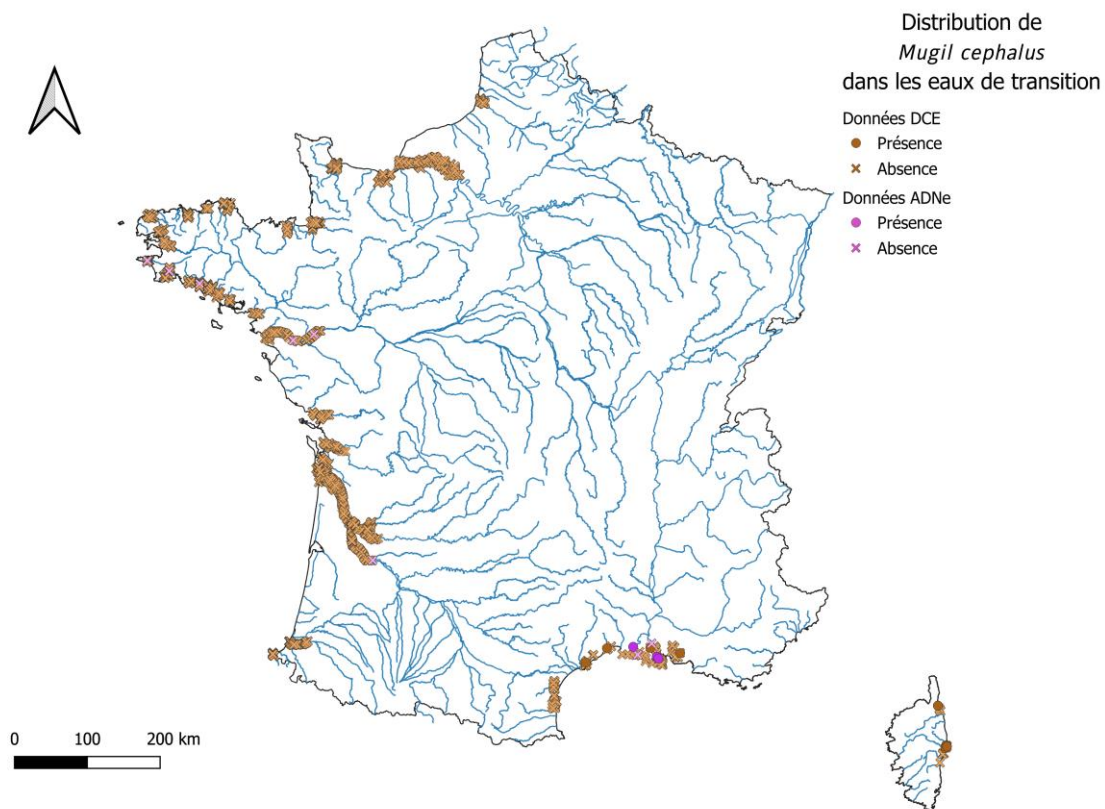 Distribution de
Mugil cephalus
dans les eaux de transition
Données DCE
Présence
Absence
Données ADNe
Présence
Absence
0 100 200 km